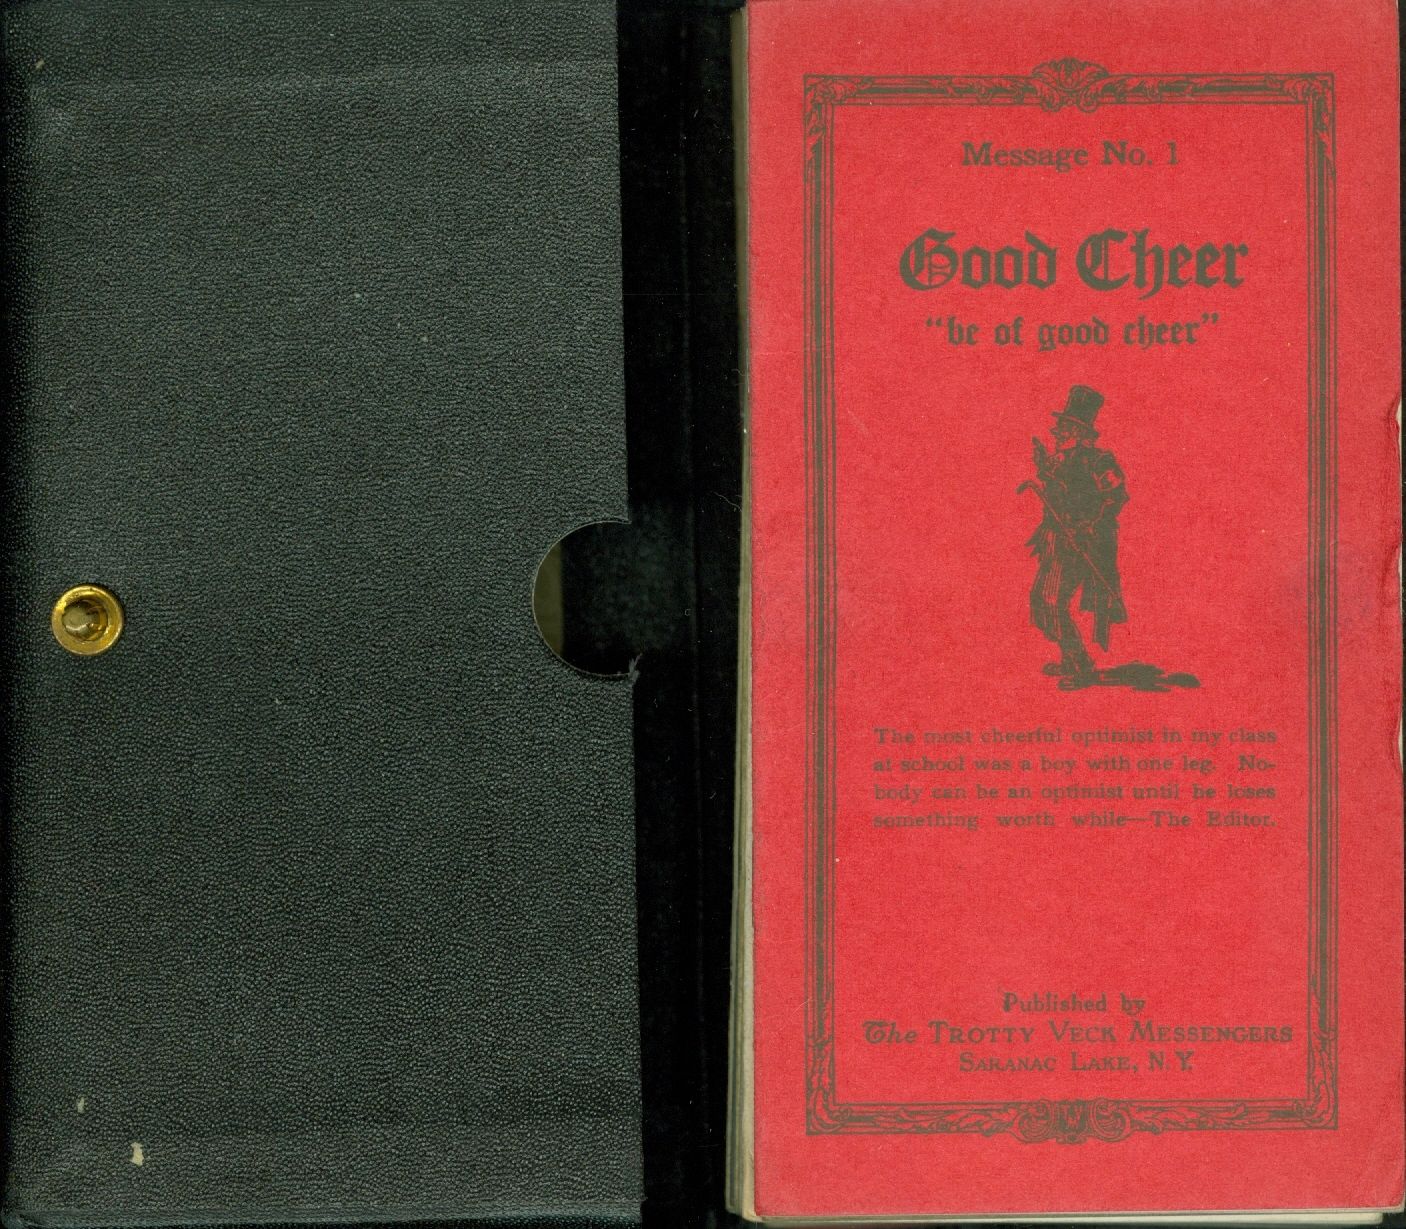 Message No. 1
Good Cheer
"be of good cheer"
The most cheerful optimist in my class
at school was a boy with one leg. No-
body can be an optimist until he loses
something worth while—The Editor.
Published by
The TROTTY VECK MESSENGERS
SARANAC LAKE, N. Y.